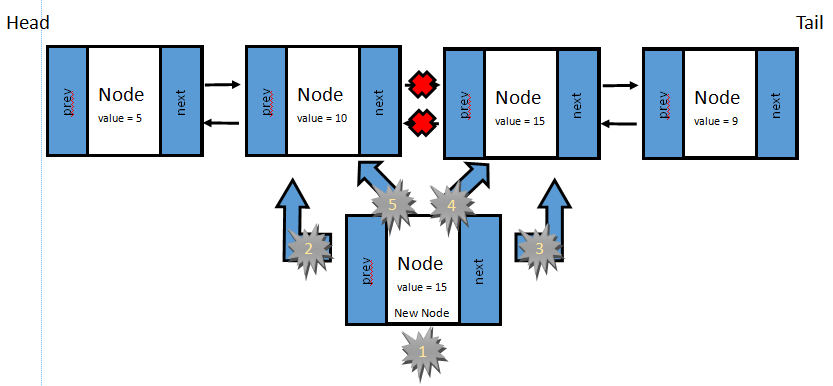 Head
Tail
prev
Node
value = 5
next
prev
Node
value = 10
next
prev
Node
value = 15
next
prev
Node
value = 9
next
5
4
2
3
prev
Node
value = 15
New Node
next
1